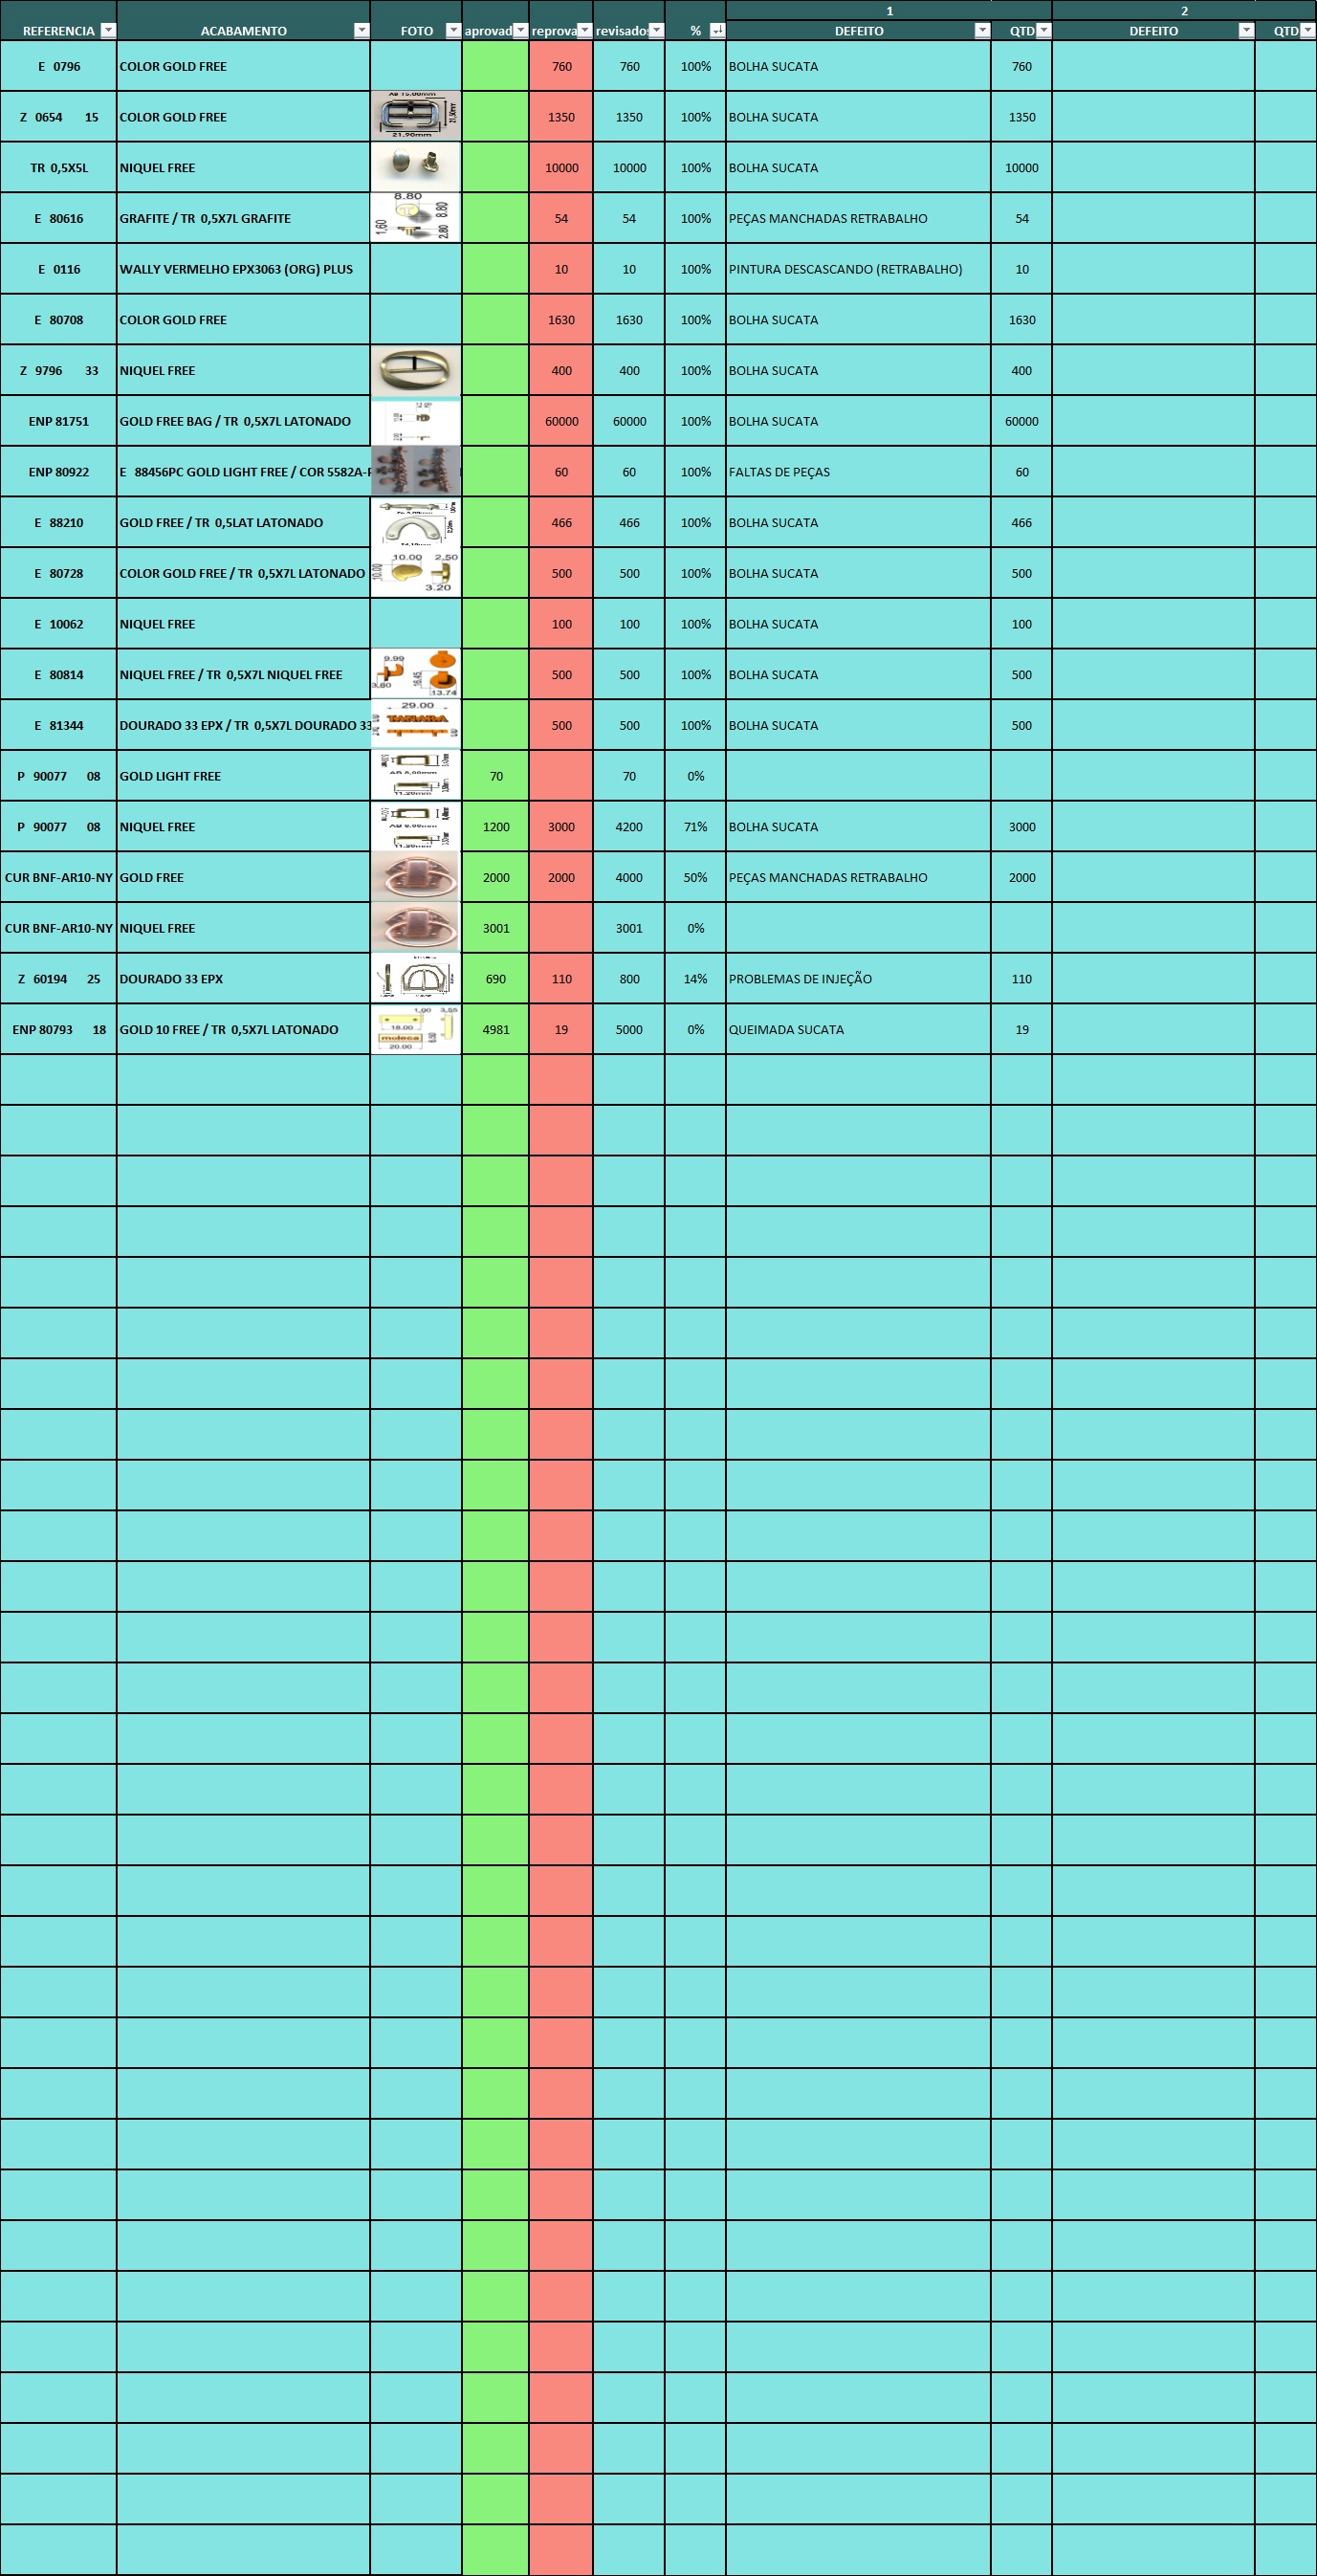 1 2
REFERENCIA ACABAMENTO FOTO aprovad reprova revisados % DEFEITO QTD DEFEITO QTD
E 0796 COLOR GOLD FREE 760 760 100% BOLHA SUCATA 760
Z 0654 15 COLOR GOLD FREE 21,90mm 1350 1350 100% BOLHA SUCATA 1350
TR 0,5X5L NIQUEL FREE 10000 10000 100% BOLHA SUCATA 10000
E 80616 GRAFITE / TR 0,5X7L GRAFITE 8.80 8.80 1,60 2.80 54 54 100% PEÇAS MANCHADAS RETRABALHO 54
E 0116 WALLY VERMELHO EPX3063 (ORG) PLUS 10 10 100% PINTURA DESCASCANDO (RETRABALHO) 10
E 80708 COLOR GOLD FREE 1630 1630 100% BOLHA SUCATA 1630
Z 9796 33 NIQUEL FREE 400 400 100% BOLHA SUCATA 400
ENP 81751 GOLD FREE BAG / TR 0,5X7L LATONADO 60000 60000 100% BOLHA SUCATA 60000
ENP 80922 E 88456PC GOLD LIGHT FREE / COR 5582A-P 60 60 100% FALTAS DE PEÇAS 60
E 88210 GOLD FREE / TR 0,5LAT LATONADO 466 466 100% BOLHA SUCATA 466
E 80728 COLOR GOLD FREE / TR 0,5X7L LATONADO 10.00 2.50 10.00 3.20 500 500 100% BOLHA SUCATA 500
E 10062 NIQUEL FREE 100 100 100% BOLHA SUCATA 100
E 80814 NIQUEL FREE / TR 0,5X7L NIQUEL FREE 9.99 3.80 16.45 13.74 500 500 100% BOLHA SUCATA 500
E 81344 DOURADO 33 EPX / TR 0,5X7L DOURADO 33 29.00 500 500 100% BOLHA SUCATA 500
P 90077 08 GOLD LIGHT FREE 70 70 0%
P 90077 08 NIQUEL FREE 1200 3000 4200 71% BOLHA SUCATA 3000
CUR BNF-AR10-NY GOLD FREE 2000 2000 4000 50% PEÇAS MANCHADAS RETRABALHO 2000
CUR BNF-AR10-NY NIQUEL FREE 3001 3001 0%
Z 60194 25 DOURADO 33 EPX 690 110 800 14% PROBLEMAS DE INJEÇÃO 110
ENP 80793 18 GOLD 10 FREE / TR 0,5X7L LATONADO 1,00 3,55 18.00 moleca 20.00 4981 19 5000 0% QUEIMADA SUCATA 19